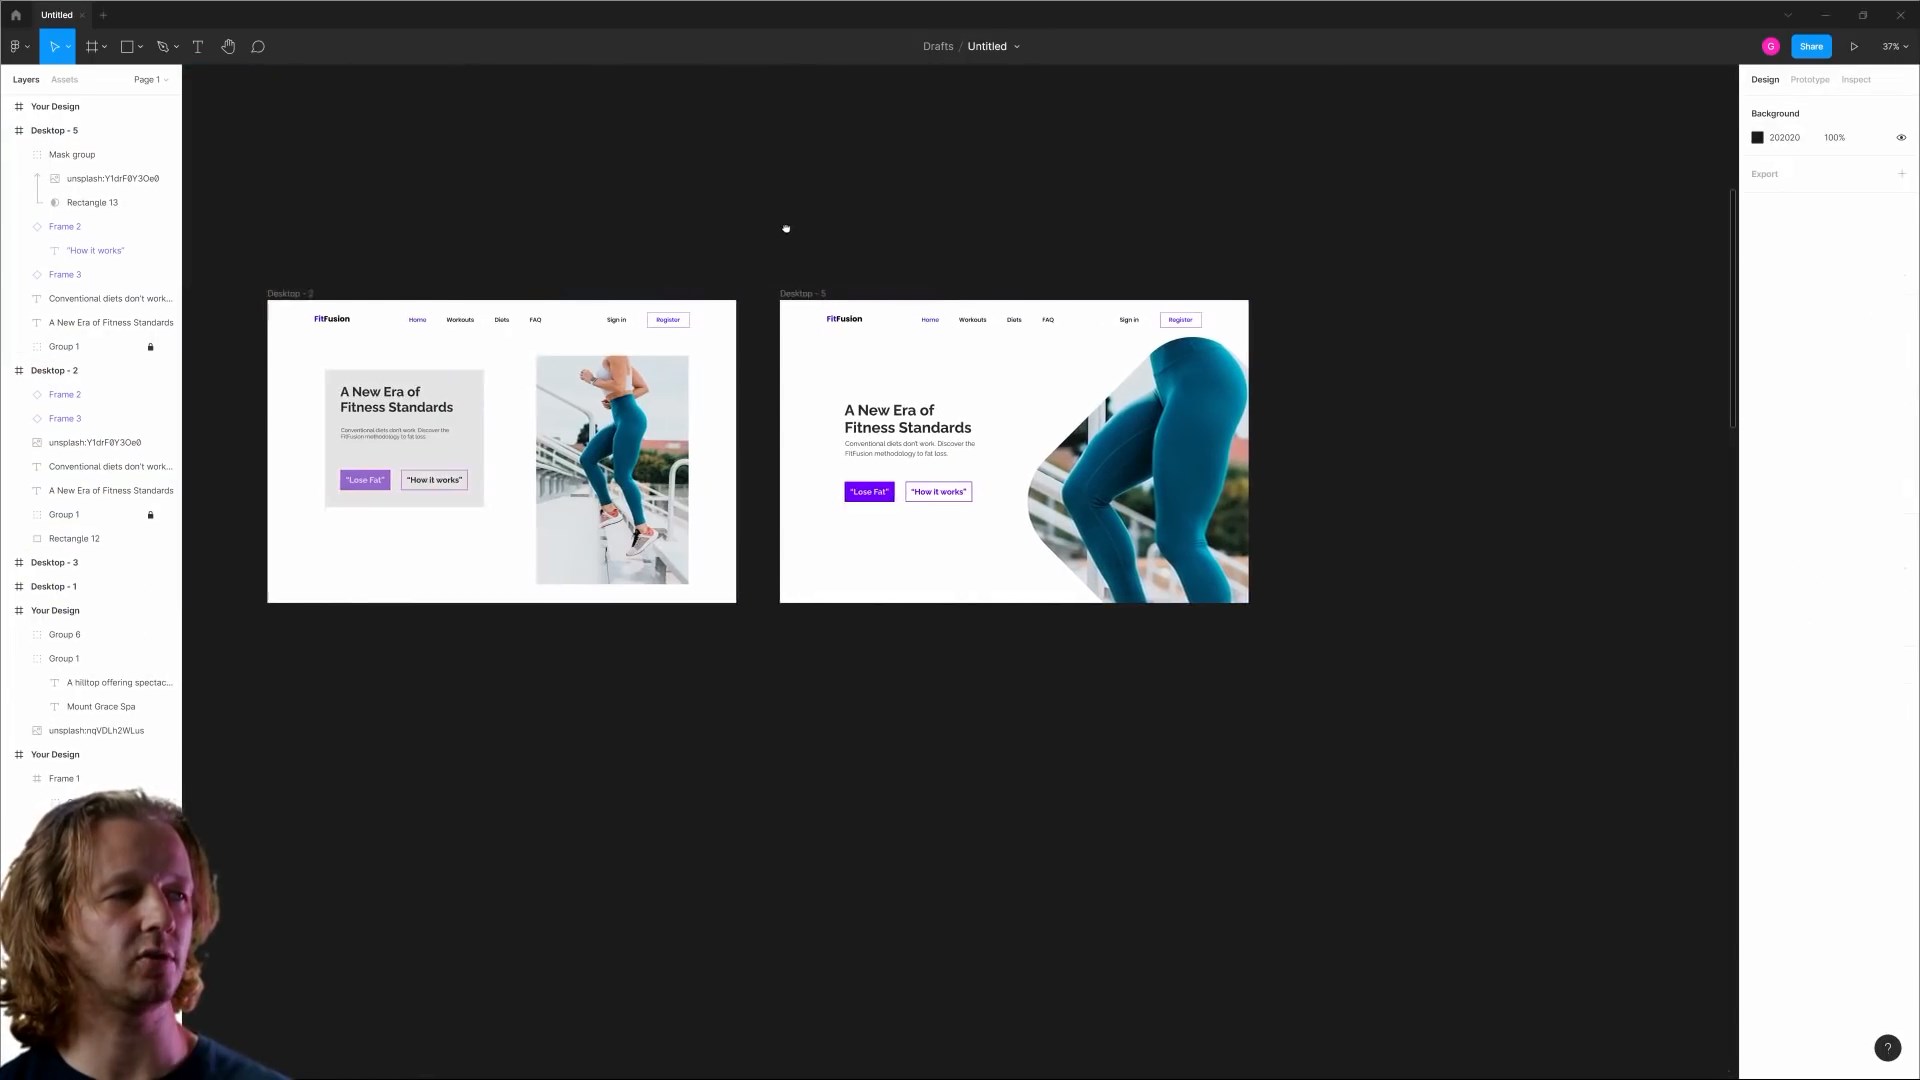 Untitled
Drafts / Untitled
G
Share
37%
Layers
Assets
Page 1
Your Design
Desktop - 5
Mask group
unsplash:Y1drF0Y3Oe0
Rectangle 13
Frame 2
"How it works"
Frame 3
Conventional diets don't work...
A New Era of Fitness Standards
Group 1
Desktop - 2
Frame 2
Frame 3
unsplash:Y1drF0Y3Oe0
Conventional diets don't work...
A New Era of Fitness Standards
Group 1
Rectangle 12
Desktop - 3
Desktop - 1
Your Design
Group 6
Group 1
A hilltop offering spectac...
Mount Grace Spa
unsplash:nqVDLh2WLus
Your Design
Frame 1
Desktop - 2
FitFusion
Home
Workouts
Diets
FAQ
Sign in
Register
A New Era of
Fitness Standards
Conventional diets don't work. Discover the
FitFusion methodology to fat loss.
"Lose Fat"
"How it works"
Desktop - 5
FitFusion
Home
Workouts
Diets
FAQ
Sign in
Register
A New Era of
Fitness Standards
Conventional diets don't work. Discover the
FitFusion methodology to fat loss.
"Lose Fat"
"How it works"
Design
Prototype
Inspect
Background
202020
100%
Export
?